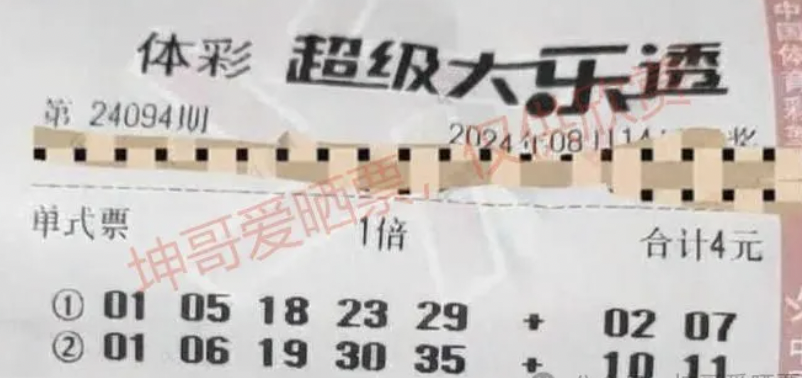 体彩 超级大乐透
第 24094期
2024年08月14
单式票 1倍 合计4元
① 01 05 18 23 29 + 02 07
② 01 06 19 30 35 + 10 11
坤哥爱晒票，仅供欣赏
中国体育彩票